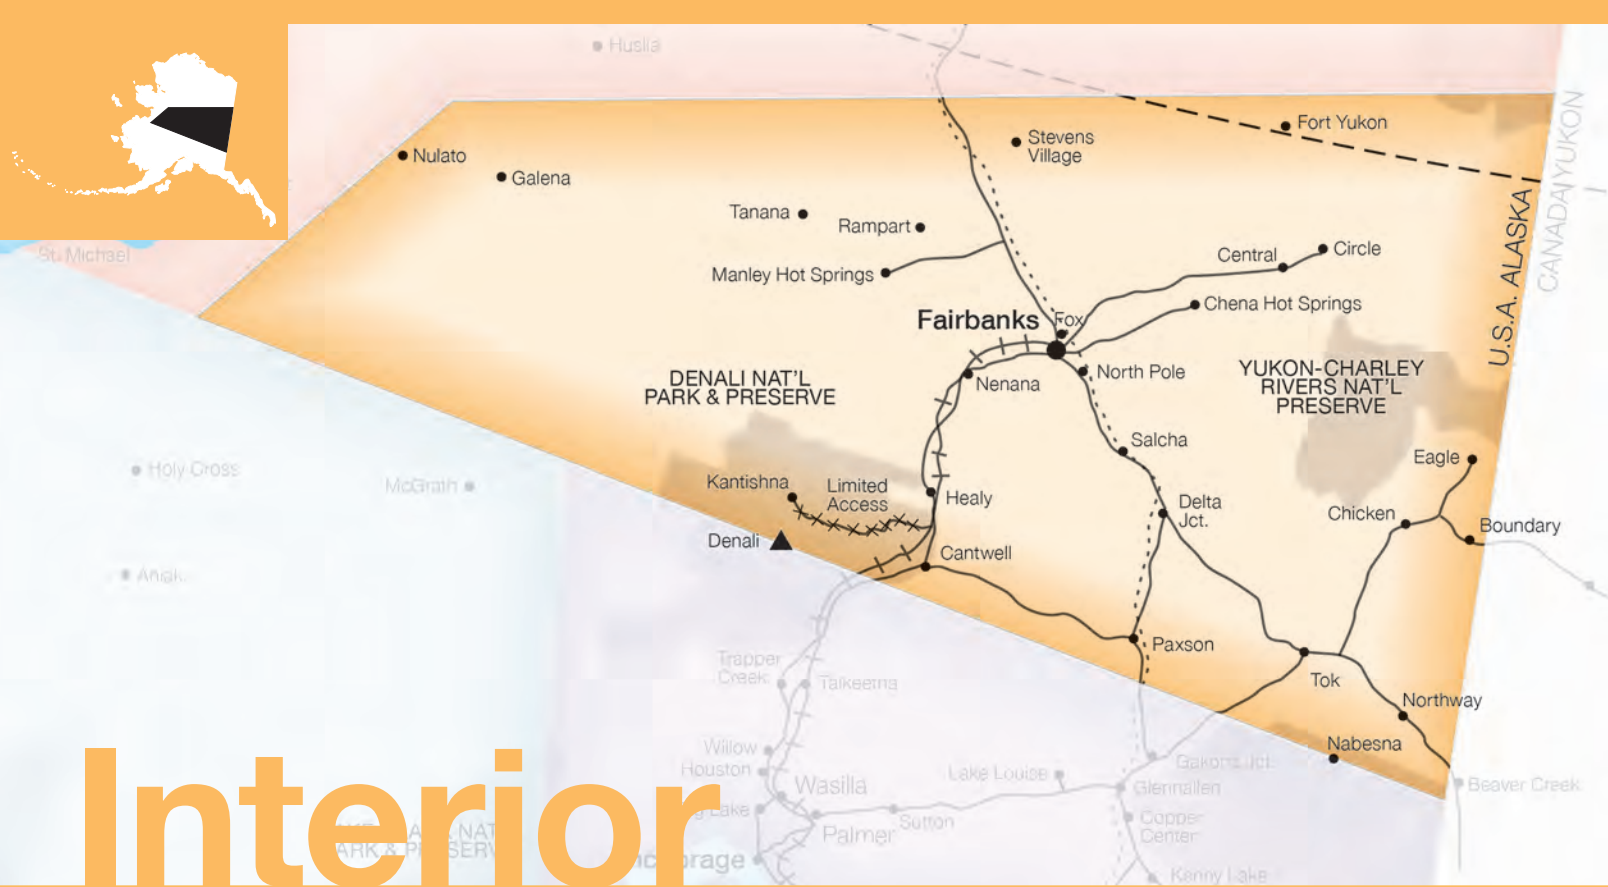 Huslia
Fort Yukon
Stevens
Village
Nulato
Galena
Tanana
Rampart
Manley Hot Springs
Central
Circle
Chena Hot Springs
St. Michael
U.S.A. ALASKA
CANADA/YUKON
Fairbanks
Fox
Nenana
North Pole
DENALI NAT'L
PARK & PRESERVE
YUKON-CHARLEY
RIVERS NAT'L
PRESERVE
Salcha
Eagle
Holy Cross
McGrath
Kantishna
Limited
Access
Healy
Delta
Jct.
Chicken
Boundary
Denali
Cantwell
Aniak
Paxson
Tok
Trapper
Creek
Talkeetna
Northway
Nabesna
Willow
Houston
Wasilla
Lake Louise
Gakona Jct.
Glennallen
Beaver Creek
Lake
Sutton
Palmer
Copper
Center
Kenny Lake
Interior